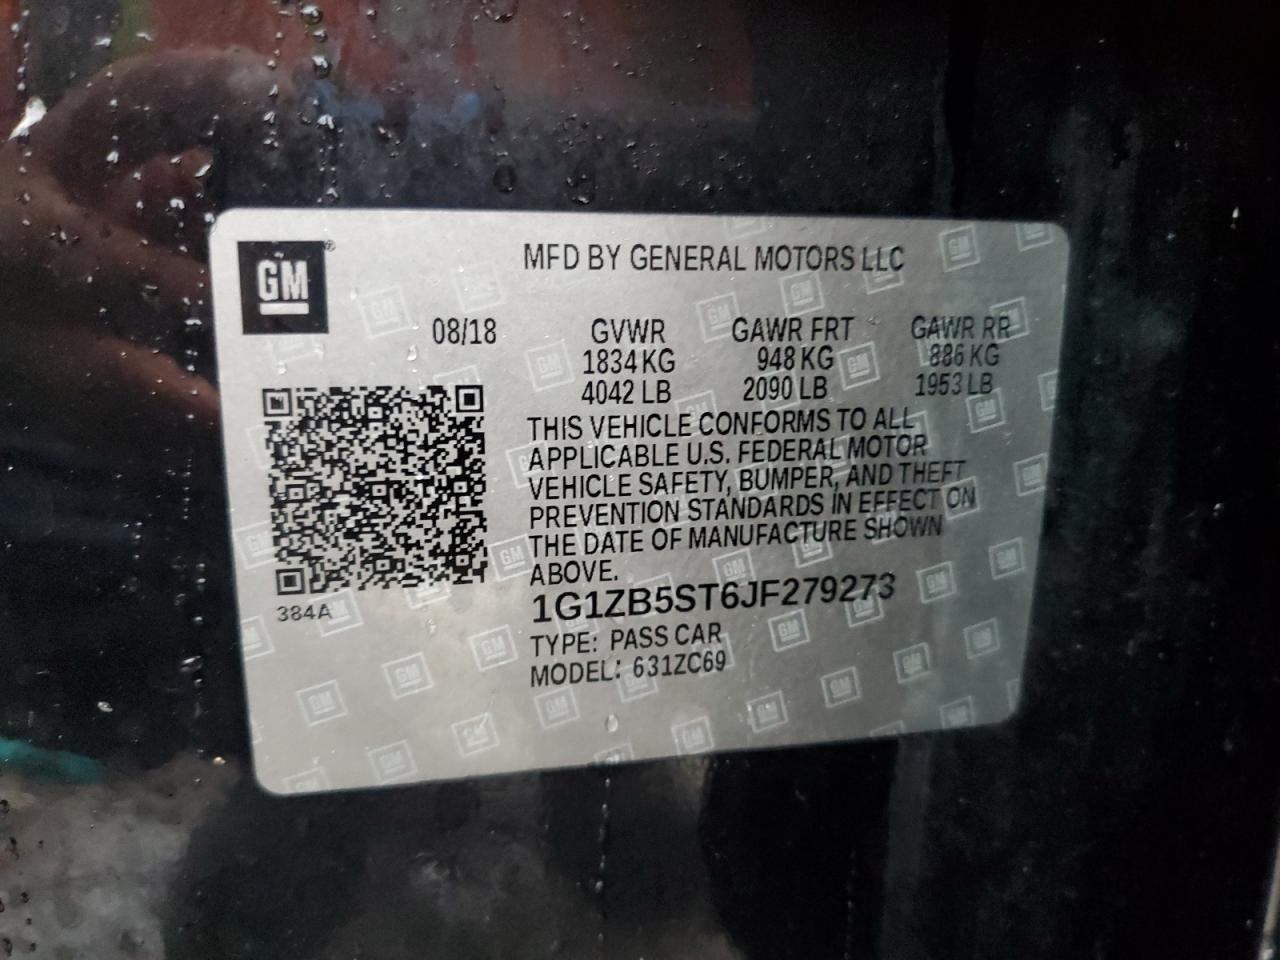 GM
MFD BY GENERAL MOTORS LLC
08/18 GVWR GAWR FRT GAWR RR
1834 KG 948 KG 886 KG
4042 LB 2090 LB 1953 LB
THIS VEHICLE CONFORMS TO ALL
APPLICABLE U.S. FEDERAL MOTOR
VEHICLE SAFETY, BUMPER, AND THEFT
PREVENTION STANDARDS IN EFFECT ON
THE DATE OF MANUFACTURE SHOWN
ABOVE.
1G1ZB5ST6JF279273
384A
TYPE: PASS CAR
MODEL: 631ZC69